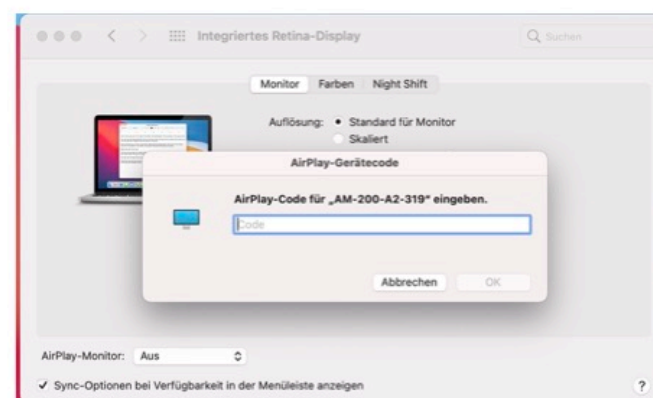 Integriertes Retina-Display
Suchen
Monitor Farben Night Shift
Auflösung: Standard für Monitor
Skaliert
AirPlay-Gerätecode
AirPlay-Code für „AM-200-A2-319“ eingeben.
Code
Abbrechen OK
AirPlay-Monitor: Aus
Sync-Optionen bei Verfügbarkeit in der Menüleiste anzeigen ?